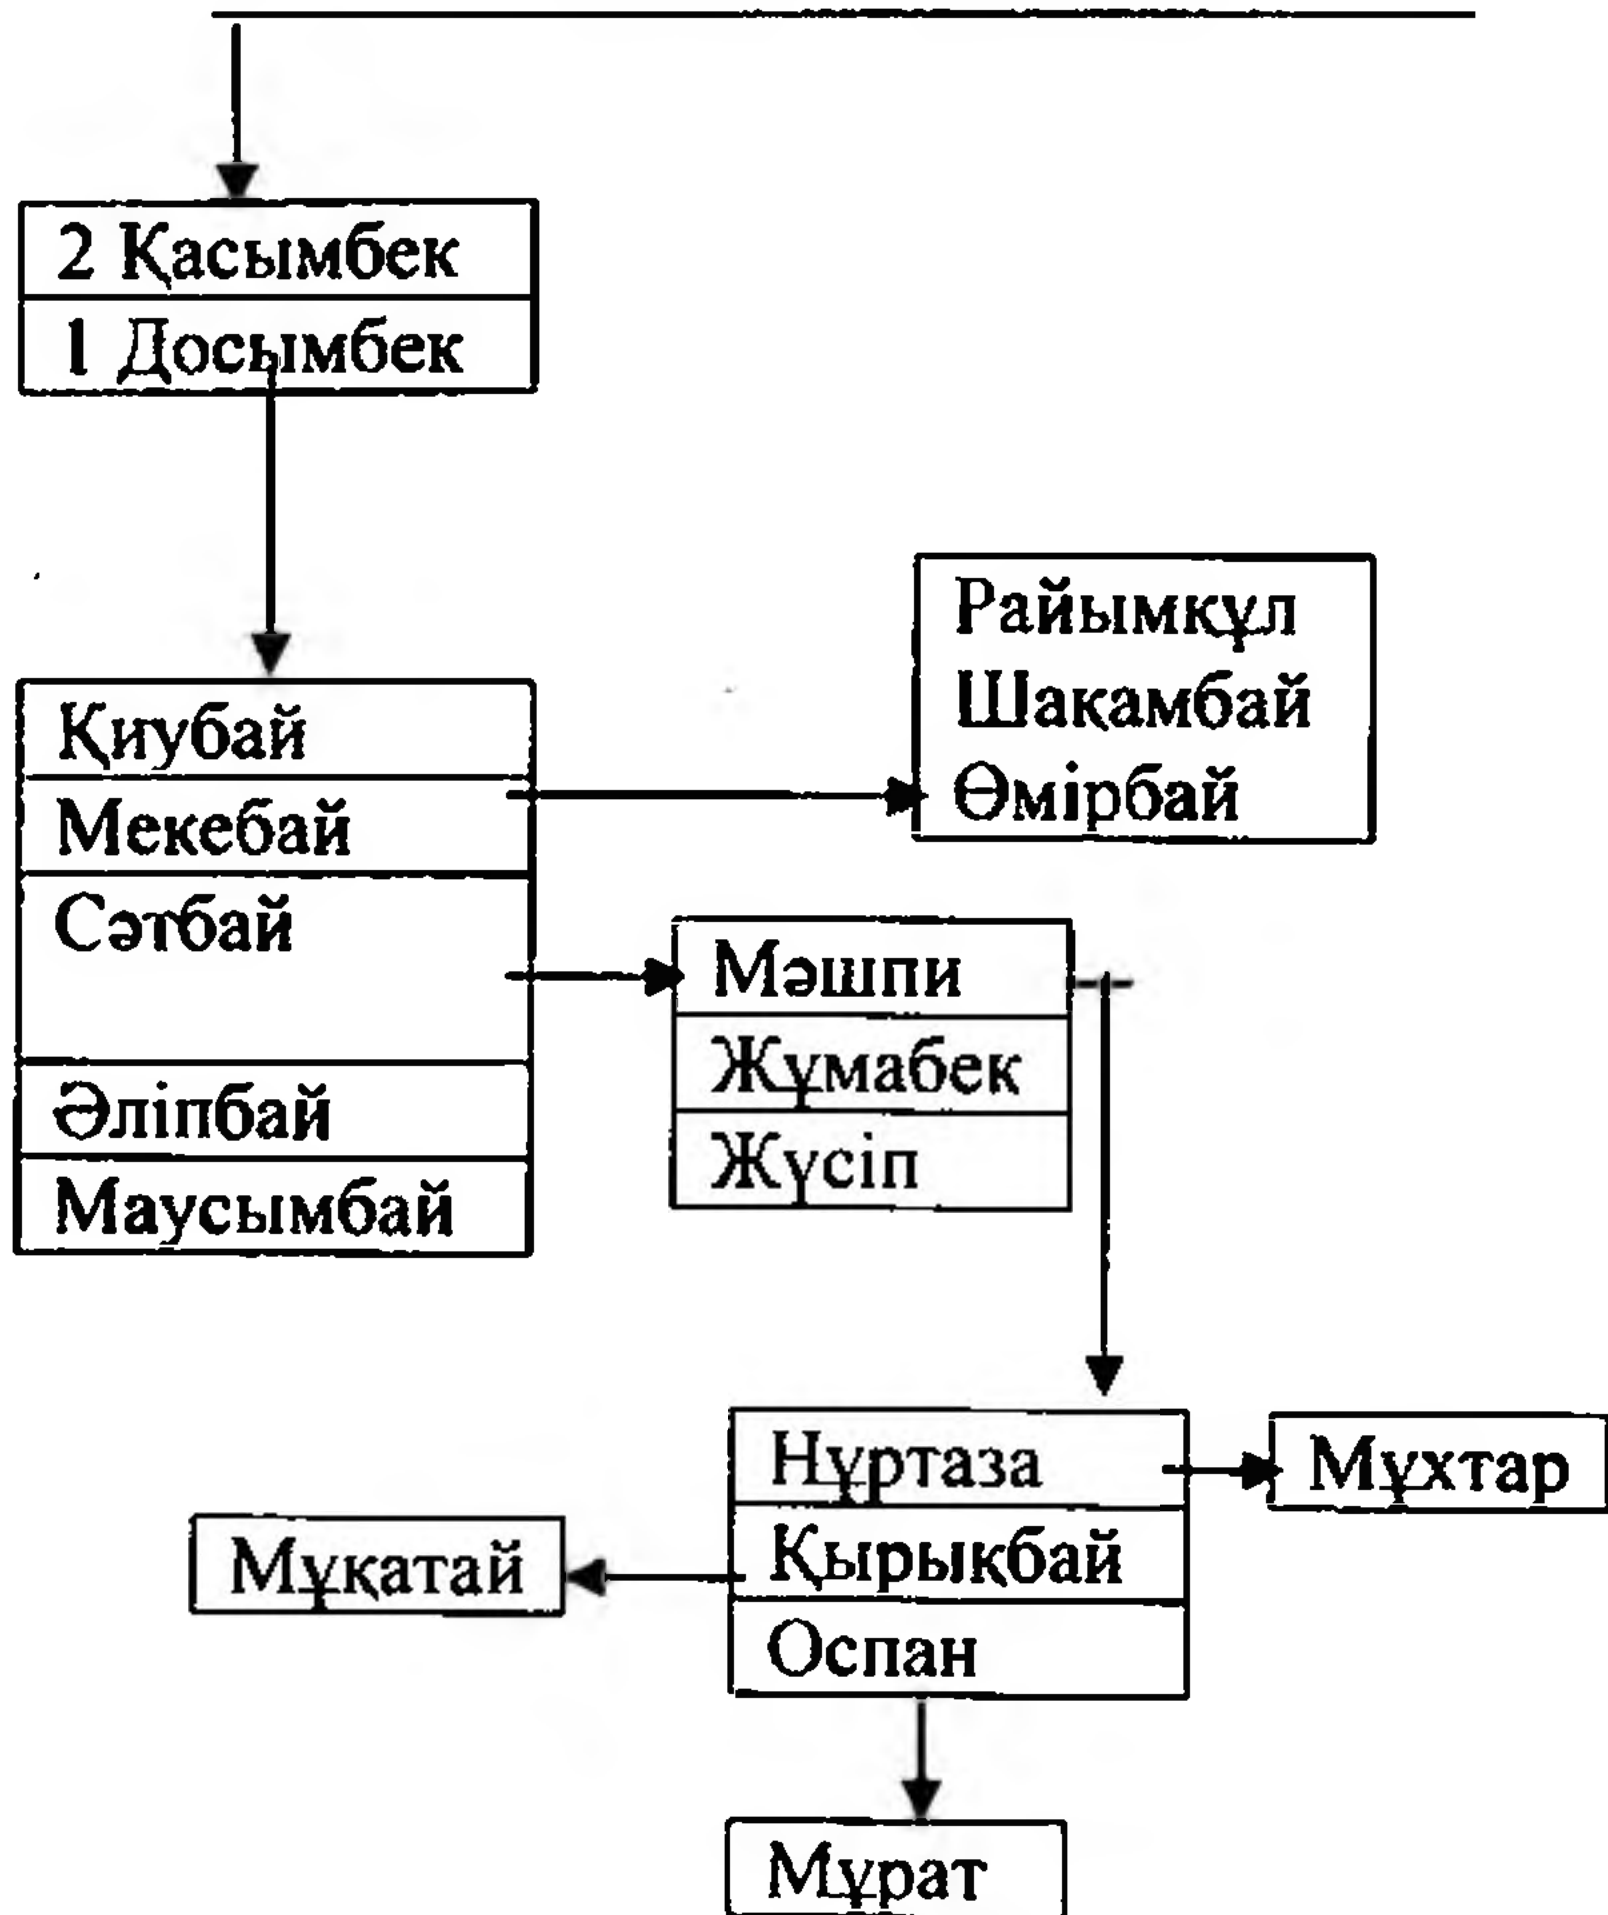 2 Қасымбек
1 Досымбек
Райымқұл
Шақамбай
Өмірбай
Қиубай
Мекебай
Сәтбай
Әліпбай
Маусымбай
Мәшпи
Жұмабек
Жүсіп
Нұртаза
Қырықбай
Оспан
Мұхтар
Мұқатай
Мұрат